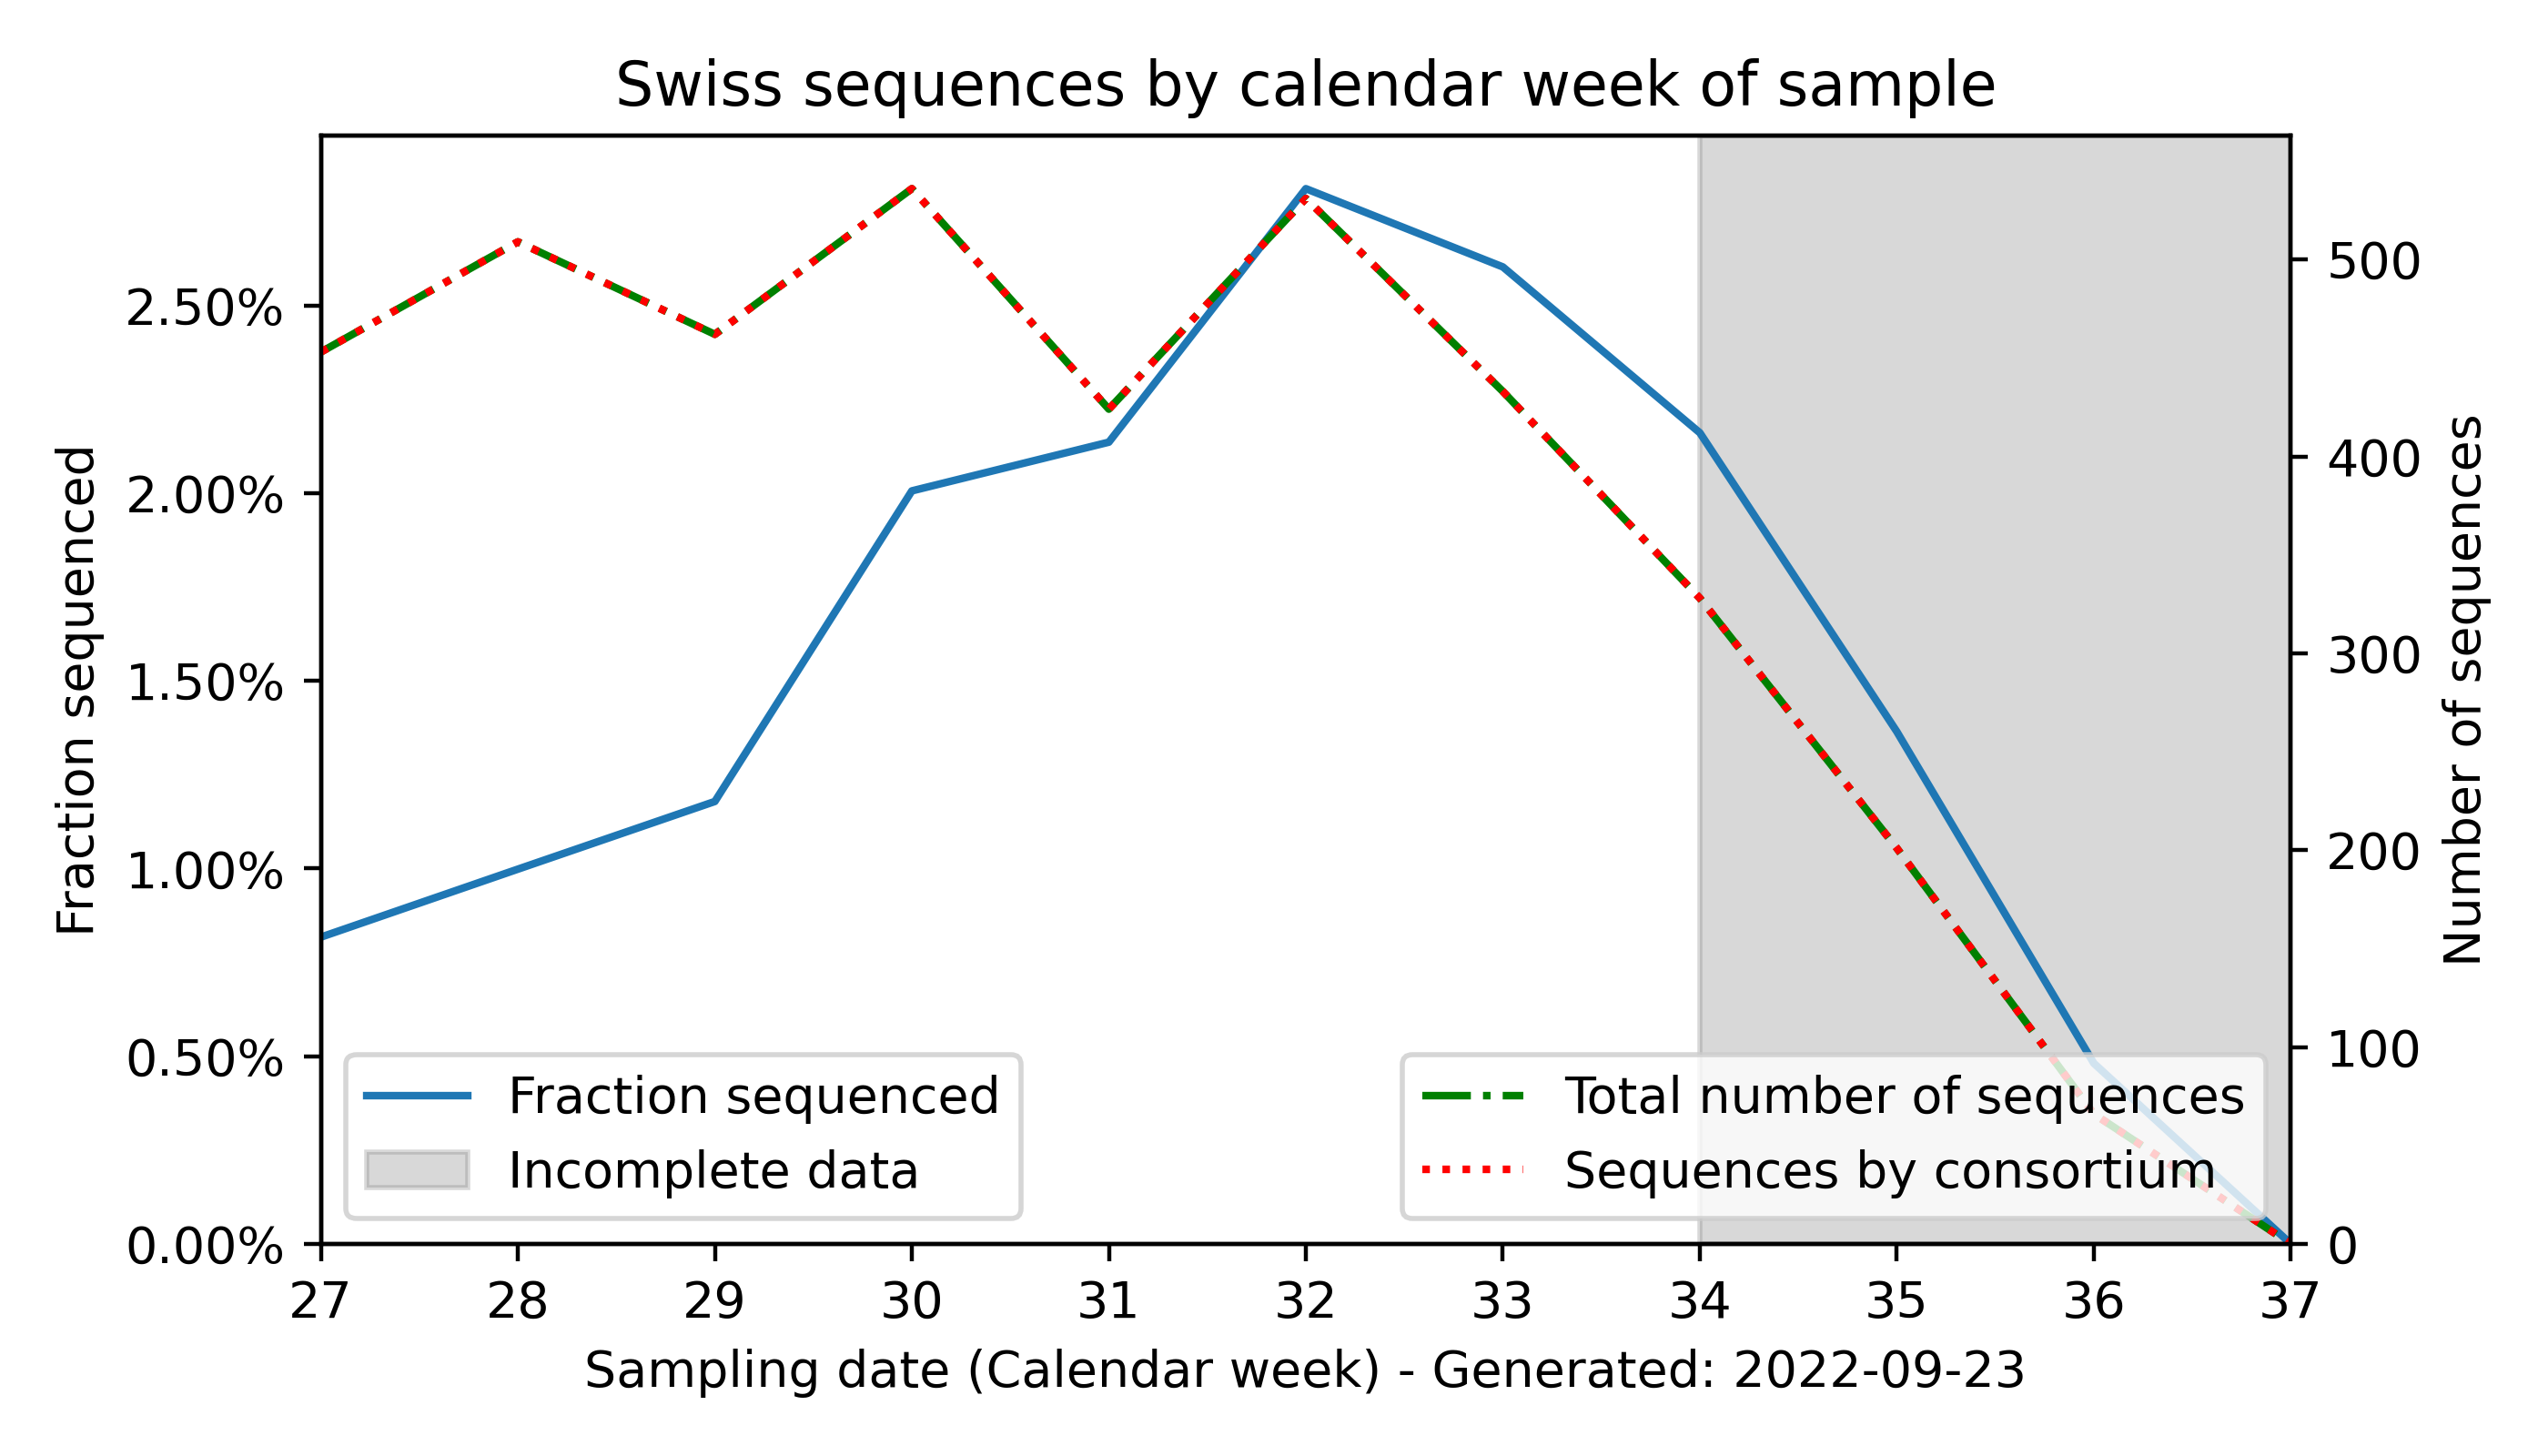 Swiss sequences by calendar week of sample
Fraction sequenced
2.50%
2.00%
1.50%
1.00%
0.50%
0.00%
500
400
300
200
100
0
Number of sequences
Fraction sequenced
Incomplete data
Total number of sequences
Sequences by consortium
27 28 29 30 31 32 33 34 35 36 37
Sampling date (Calendar week) - Generated: 2022-09-23